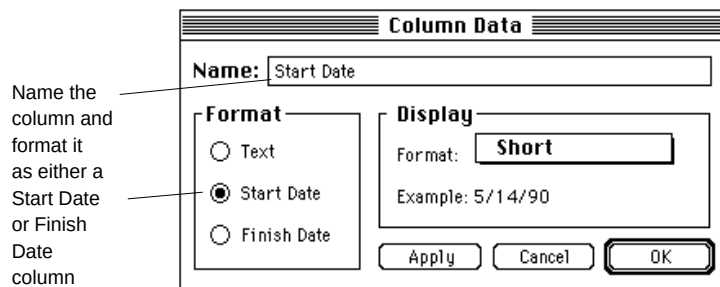 Column Data
Name: Start Date
Name the
column and
format it
as either a
Start Date
or Finish
Date
column
Format
Text
Start Date
Finish Date
Display
Format: Short
Example: 5/14/90
Apply Cancel OK